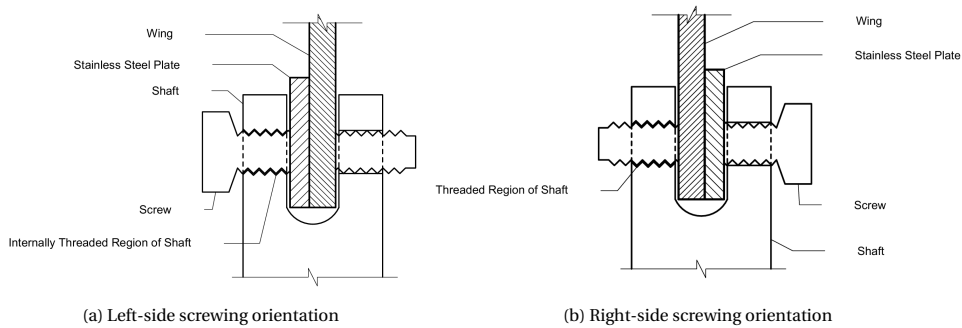 Wing
Stainless Steel Plate
Shaft
Screw
Internally Threaded Region of Shaft
(a) Left-side screwing orientation
Wing
Stainless Steel Plate
Threaded Region of Shaft
Screw
Shaft
(b) Right-side screwing orientation